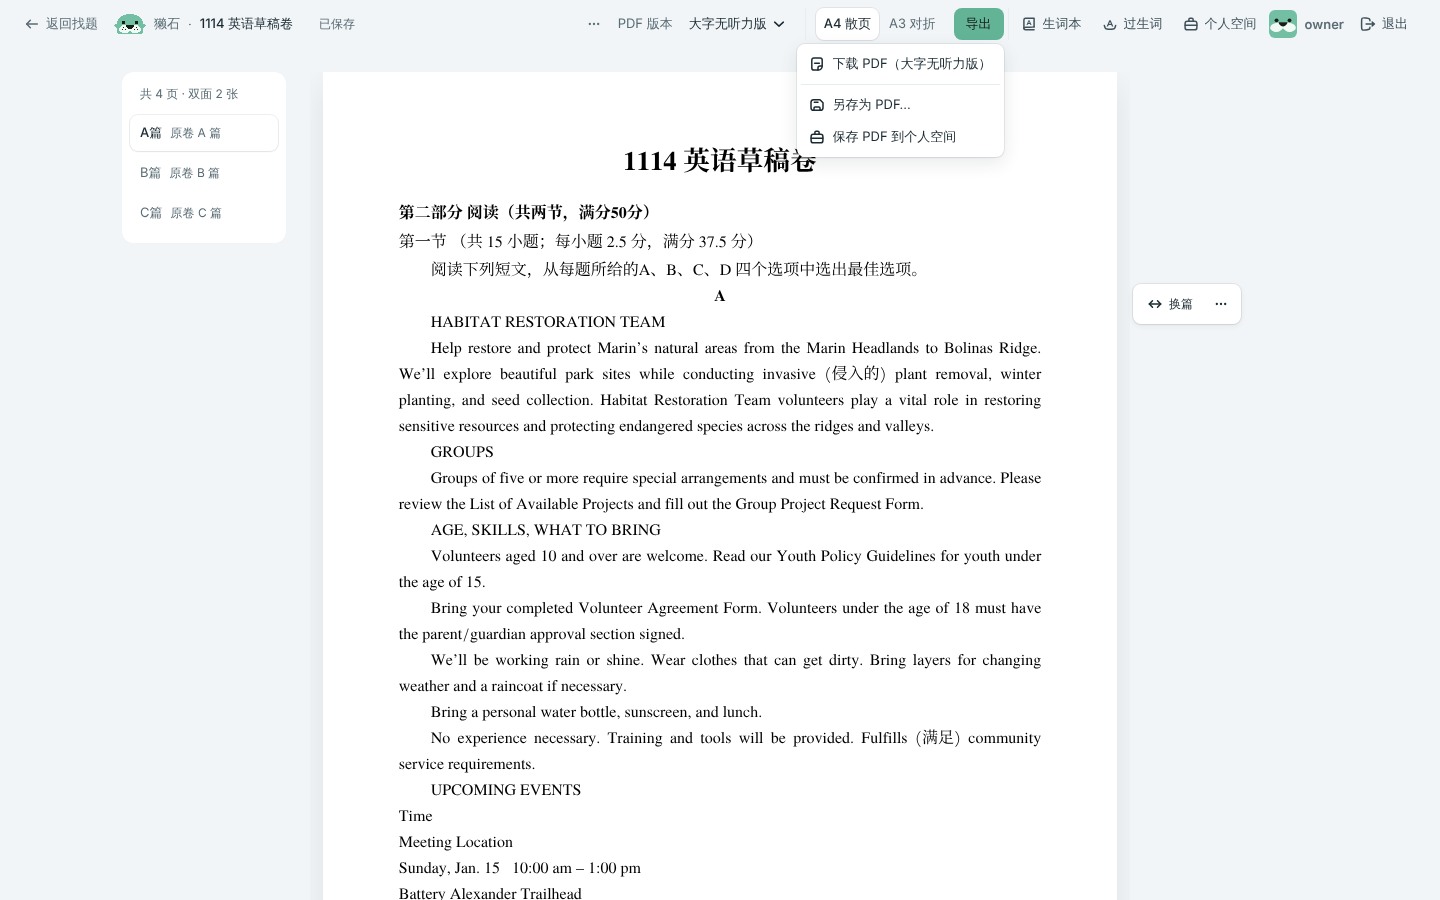 返回找题
獭石 · 1114 英语草稿卷 已保存
PDF 版本 大字无听力版
A4 散页 A3 对折 导出
生词本 过生词 个人空间 owner 退出
下载 PDF（大字无听力版）
另存为 PDF...
保存 PDF 到个人空间
共 4 页 · 双面 2 张
A篇 原卷 A 篇
B篇 原卷 B 篇
C篇 原卷 C 篇
换篇
1114 英语草稿卷
第二部分 阅读（共两节，满分50分）
第一节 （共 15 小题；每小题 2.5 分，满分 37.5 分）
阅读下列短文，从每题所给的A、B、C、D 四个选项中选出最佳选项。
A
HABITAT RESTORATION TEAM
Help restore and protect Marin’s natural areas from the Marin Headlands to Bolinas Ridge.
We’ll explore beautiful park sites while conducting invasive (侵入的) plant removal, winter
planting, and seed collection. Habitat Restoration Team volunteers play a vital role in restoring
sensitive resources and protecting endangered species across the ridges and valleys.
GROUPS
Groups of five or more require special arrangements and must be confirmed in advance. Please
review the List of Available Projects and fill out the Group Project Request Form.
AGE, SKILLS, WHAT TO BRING
Volunteers aged 10 and over are welcome. Read our Youth Policy Guidelines for youth under
the age of 15.
Bring your completed Volunteer Agreement Form. Volunteers under the age of 18 must have
the parent/guardian approval section signed.
We’ll be working rain or shine. Wear clothes that can get dirty. Bring layers for changing
weather and a raincoat if necessary.
Bring a personal water bottle, sunscreen, and lunch.
No experience necessary. Training and tools will be provided. Fulfills (满足) community
service requirements.
UPCOMING EVENTS
Time
Meeting Location
Sunday, Jan. 15 10:00 am – 1:00 pm
Battery Alexander Trailhead